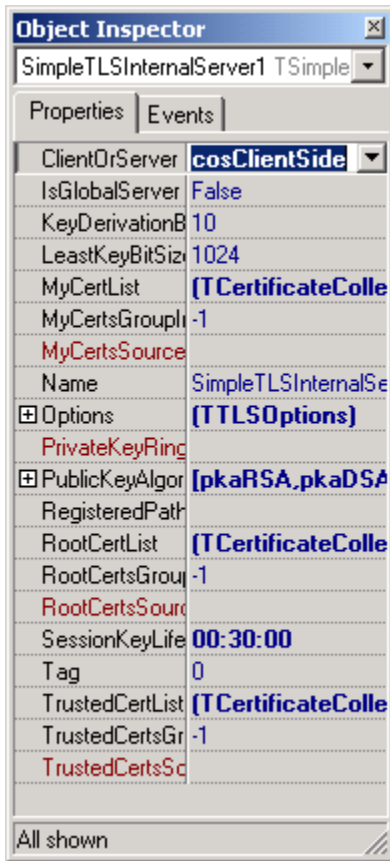 Object Inspector
SimpleTLSInternalServer1 TSimple
Properties Events
ClientOrServer cosClientSide
IsGlobalServer False
KeyDerivationB 10
LeastKeyBitSiz 1024
MyCertList (TCertificateColle
MyCertsGroupI -1
MyCertsSource
Name SimpleTLSInternalSe
Options (TTLSOptions)
PrivateKeyRing
PublicKeyAlgor [pkaRSA,pkaDSA
RegisteredPath
RootCertList (TCertificateColle
RootCertsGroup -1
RootCertsSourc
SessionKeyLife 00:30:00
Tag 0
TrustedCertList (TCertificateColle
TrustedCertsGr -1
TrustedCertsSc
All shown